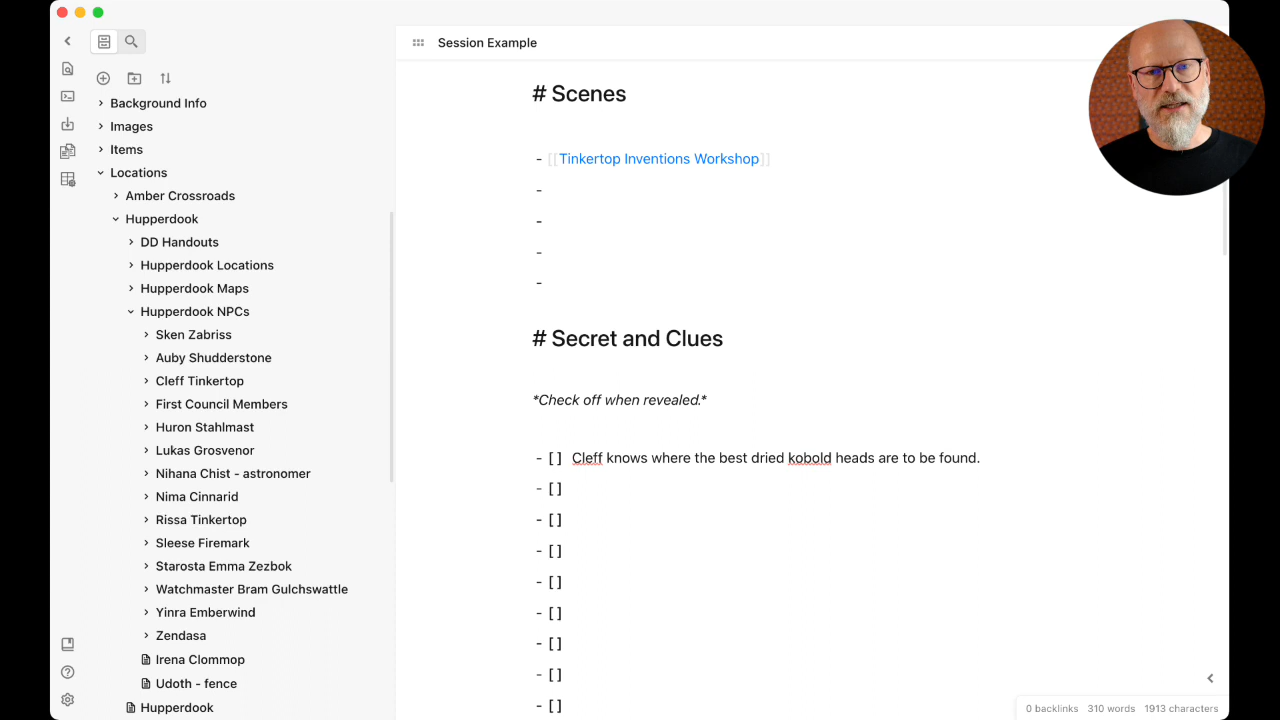 Session Example
Background Info
Images
Items
Locations
Amber Crossroads
Hupperdook
DD Handouts
Hupperdook Locations
Hupperdook Maps
Hupperdook NPCs
Sken Zabriss
Auby Shudderstone
Cleff Tinkertop
First Council Members
Huron Stahlmast
Lukas Grosvenor
Nihana Chist - astronomer
Nima Cinnarid
Rissa Tinkertop
Sleese Firemark
Starosta Emma Zezbok
Watchmaster Bram Gulchswattle
Yinra Emberwind
Zendasa
Irena Clommop
Udoth - fence
Hupperdook
# Scenes
- [[Tinkertop Inventions Workshop]]
-
-
-
-
# Secret and Clues
*Check off when revealed.*
- [ ] Cleff knows where the best dried kobold heads are to be found.
- [ ]
- [ ]
- [ ]
- [ ]
- [ ]
- [ ]
- [ ]
- [ ]
0 backlinks 310 words 1913 characters